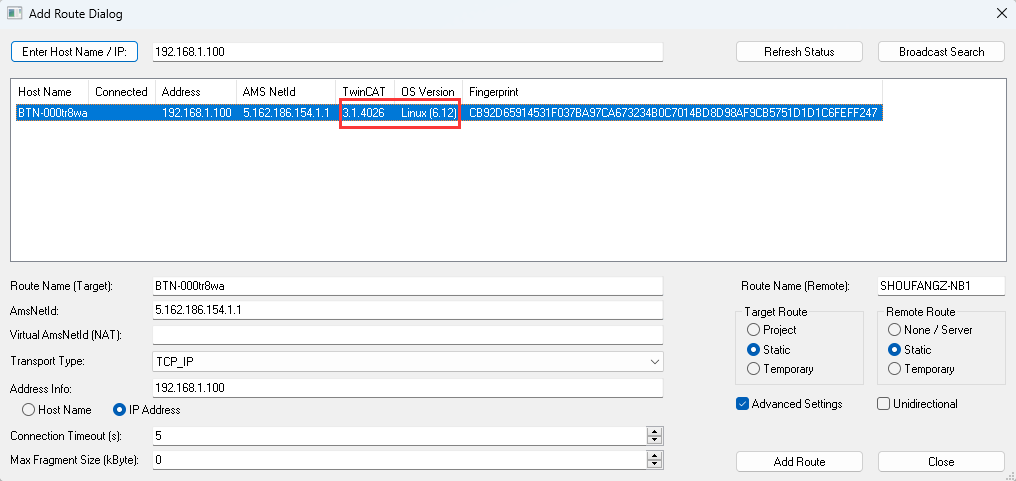 Add Route Dialog
Enter Host Name / IP: 192.168.1.100 Refresh Status Broadcast Search
Host Name Connected Address AMS NetId TwinCAT OS Version Fingerprint
BTN-000tr8wa 192.168.1.100 5.162.186.154.1.1 3.1.4026 Linux (6.12) CB92D65914531F037BA97CA673234B0C7014BD8D98AF9CB5751D1D1C6FEFF247
Route Name (Target): BTN-000tr8wa Route Name (Remote): SHOUFANGZ-NB1
AmsNetId: 5.162.186.154.1.1 Target Route Remote Route
Virtual AmsNetId (NAT): Project None / Server
Transport Type: TCP_IP Static Static
Temporary Temporary
Address Info: 192.168.1.100
Host Name IP Address Advanced Settings Unidirectional
Connection Timeout (s): 5
Max Fragment Size (kByte): 0 Add Route Close